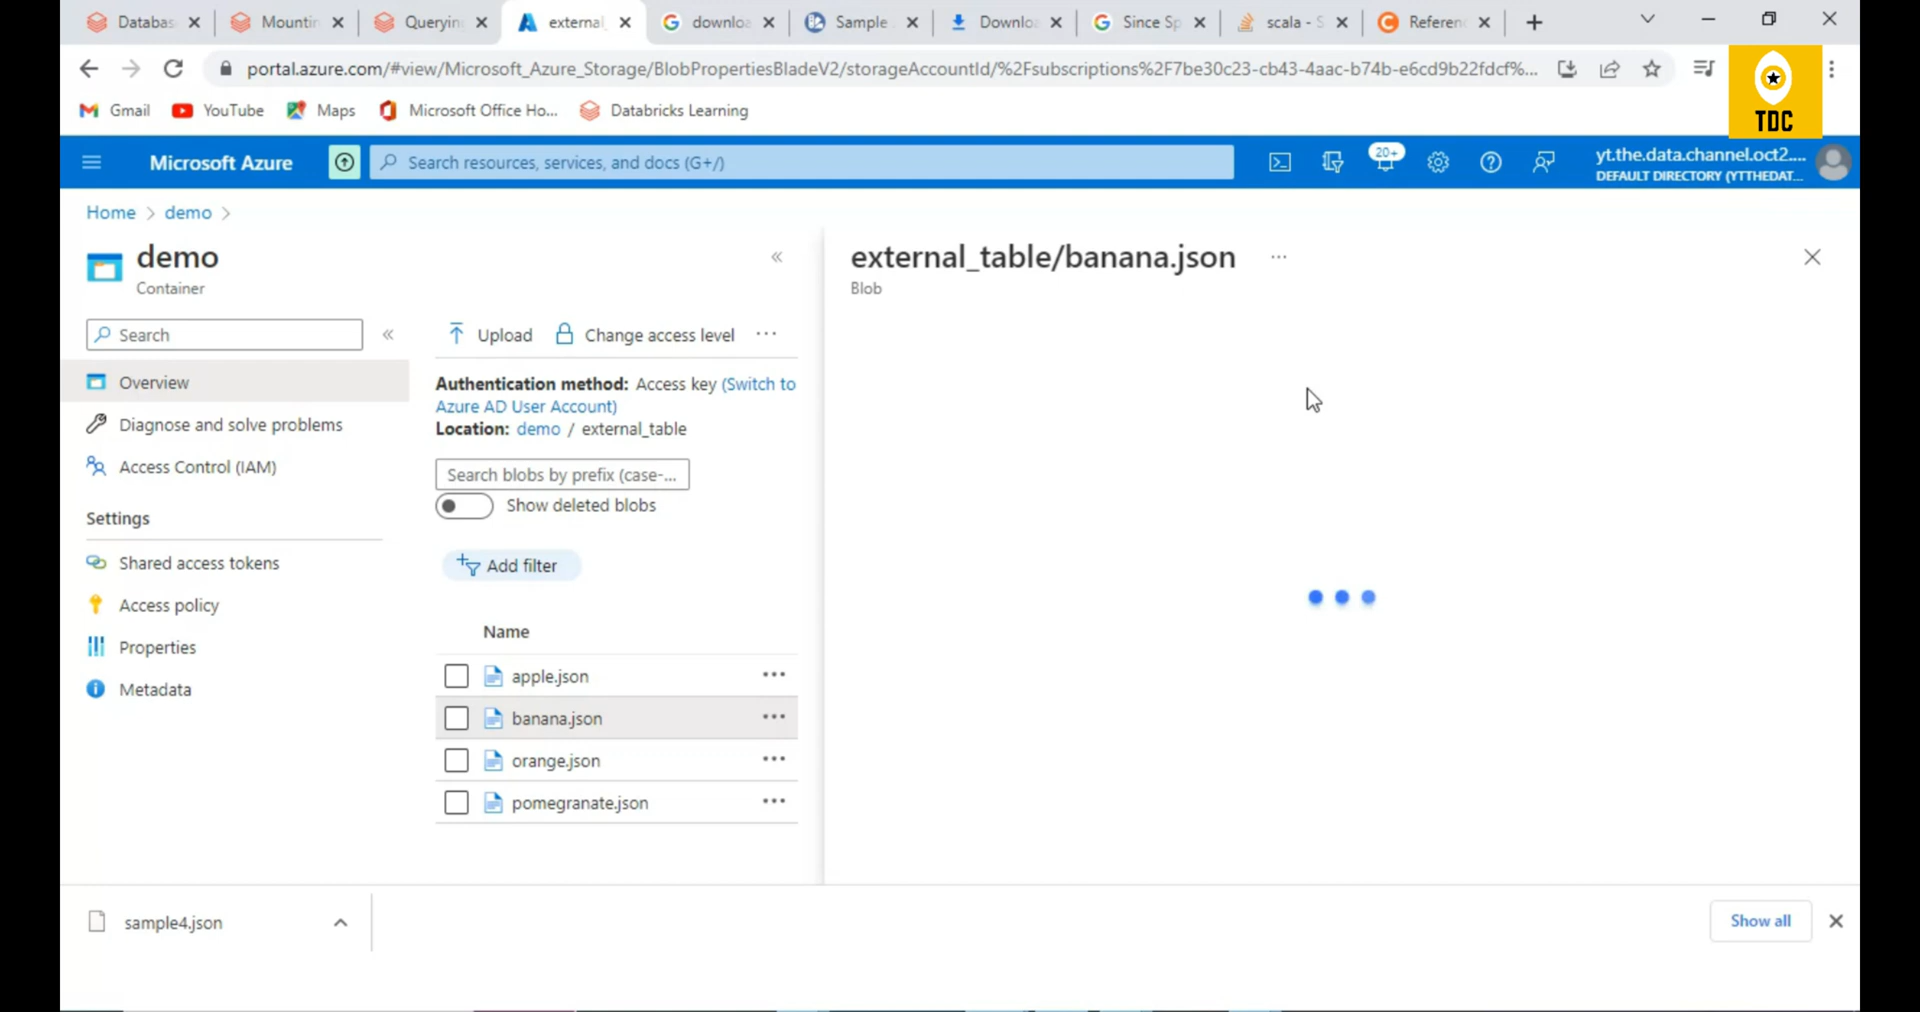 Databas
Mountin
Querying
external_
downloa
Sample
Downloa
Since Sp
scala - S
Referen
portal.azure.com/#view/Microsoft_Azure_Storage/BlobPropertiesBladeV2/storageAccountId/%2Fsubscriptions%2F7be30c23-cb43-4aac-b74b-e6cd9b22fdcf%...
Gmail
YouTube
Maps
Microsoft Office Ho...
Databricks Learning
TDC
Microsoft Azure
Search resources, services, and docs (G+/)
20+
yt.the.data.channel.oct2....
DEFAULT DIRECTORY (YTTHEDAT...
Home > demo >
demo
Container
Search
Overview
Diagnose and solve problems
Access Control (IAM)
Settings
Shared access tokens
Access policy
Properties
Metadata
Upload
Change access level
Authentication method: Access key (Switch to
Azure AD User Account)
Location: demo / external_table
Search blobs by prefix (case-...
Show deleted blobs
Add filter
Name
apple.json
banana.json
orange.json
pomegranate.json
external_table/banana.json
Blob
sample4.json
Show all